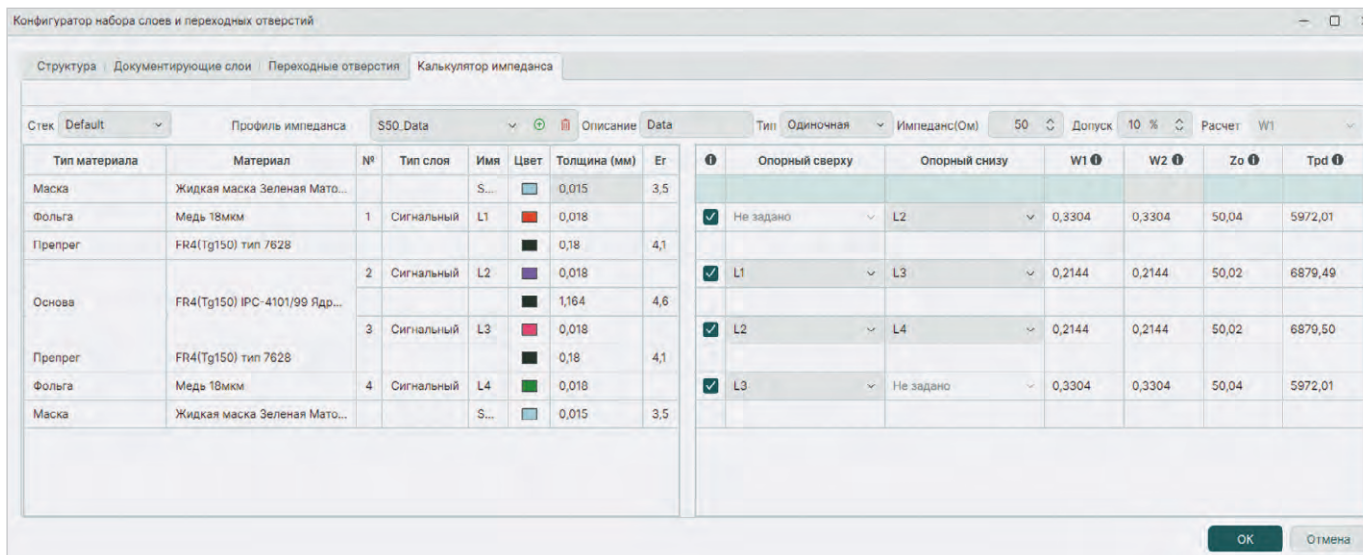 Конфигуратор набора слоев и переходных отверстий
Структура Документирующие слои Переходные отверстия Калькулятор импеданса
Стек Default Профиль импеданса S50_Data Описание Data Тип Одиночная Импеданс(Ом) 50 Допуск 10 % Расчет W1
Тип материала Материал № Тип слоя Имя Цвет Толщина (мм) Er Опорный сверху Опорный снизу W1 W2 Zo Tpd
Маска Жидкая маска Зеленая Мато... S... 0,015 3,5
Фольга Медь 18мкм 1 Сигнальный L1 0,018 Не задано L2 0,3304 0,3304 50,04 5972,01
Препрег FR4(Tg150) тип 7628 0,18 4,1
2 Сигнальный L2 0,018 L1 L3 0,2144 0,2144 50,02 6879,49
Основа FR4(Tg150) IPC-4101/99 Ядр... 1,164 4,6
3 Сигнальный L3 0,018 L2 L4 0,2144 0,2144 50,02 6879,50
Препрег FR4(Tg150) тип 7628 0,18 4,1
Фольга Медь 18мкм 4 Сигнальный L4 0,018 L3 Не задано 0,3304 0,3304 50,04 5972,01
Маска Жидкая маска Зеленая Мато... S... 0,015 3,5
OK Отмена